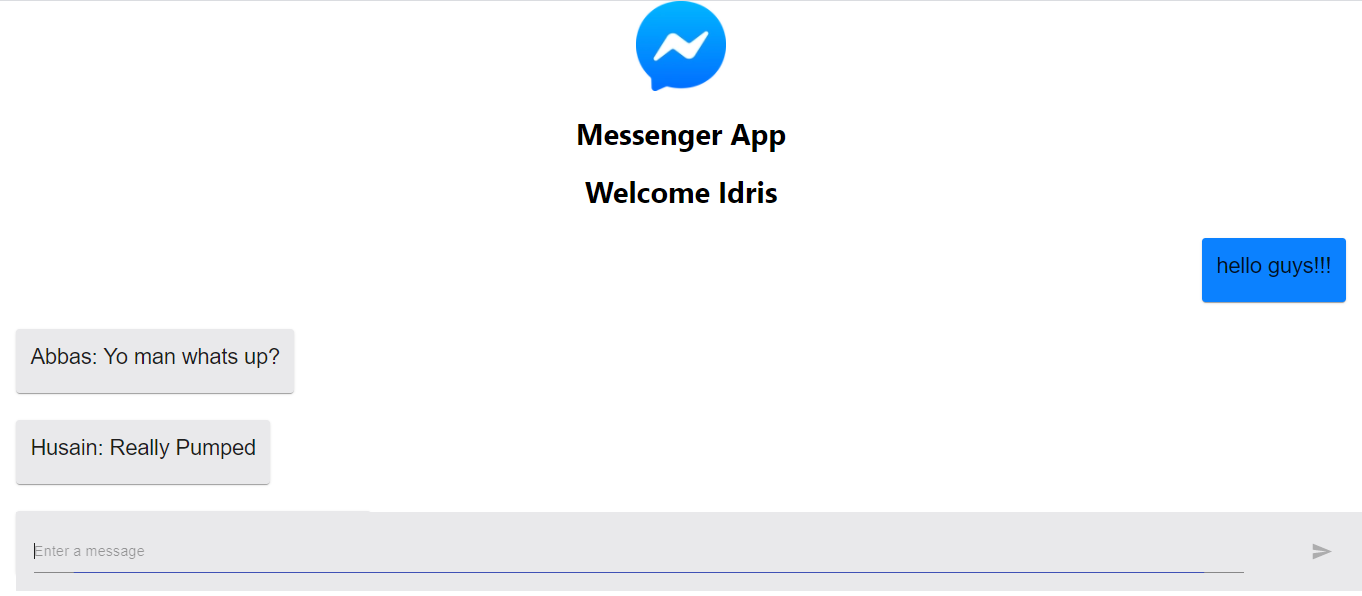 Messenger App
Welcome Idris
hello guys!!!
Abbas: Yo man whats up?
Husain: Really Pumped
Enter a message